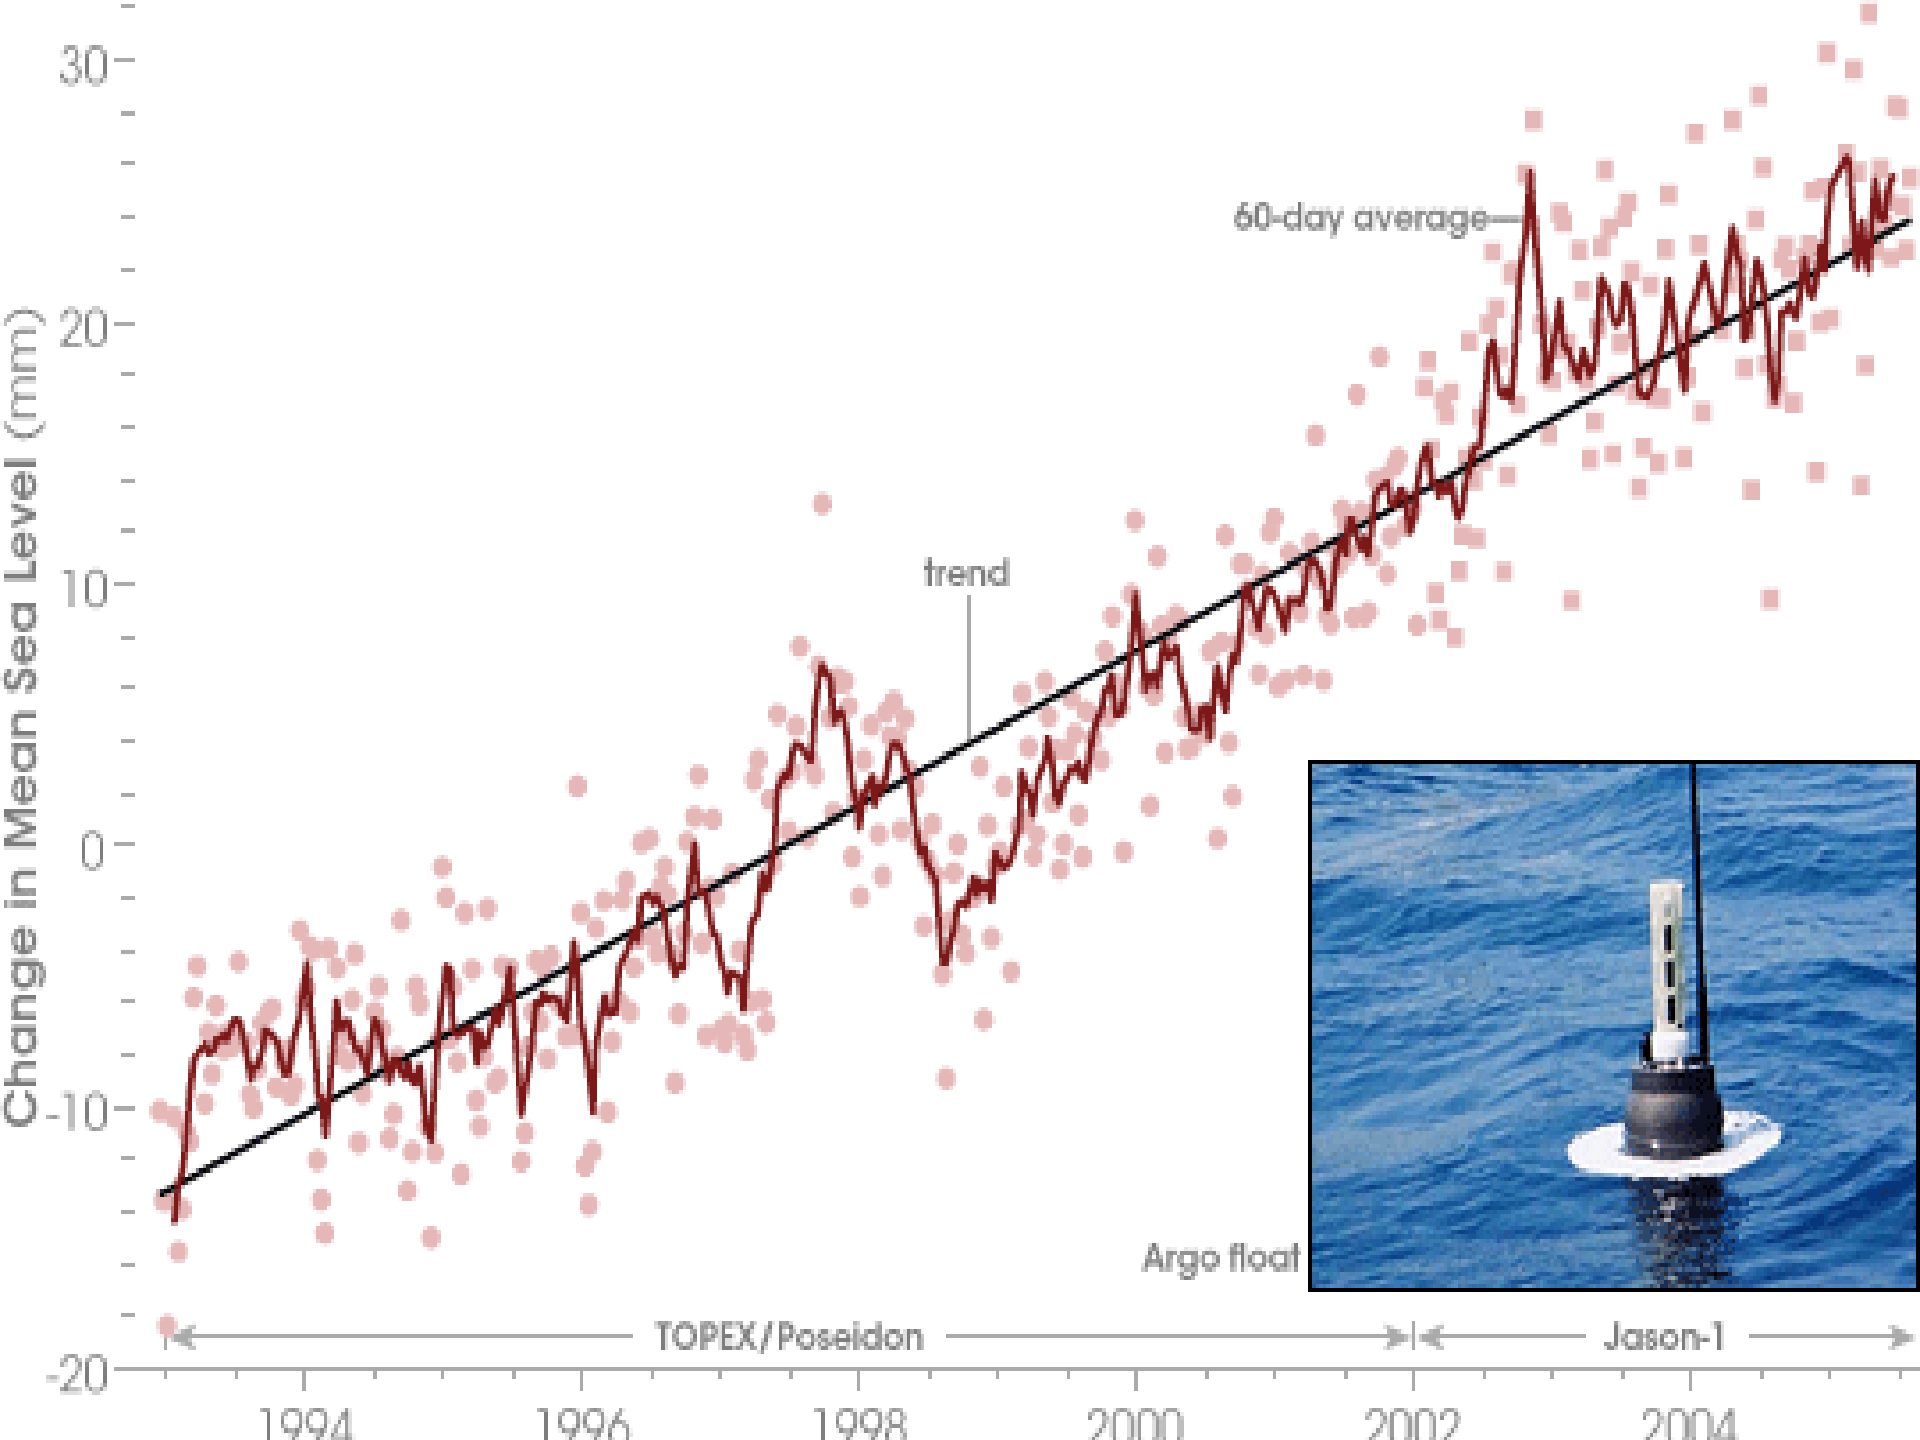 30
20
10
0
-10
-20
Change in Mean Sea Level (mm)
60-day average
trend
Argo float
TOPEX/Poseidon
Jason-1
1994
1996
1998
2000
2002
2004